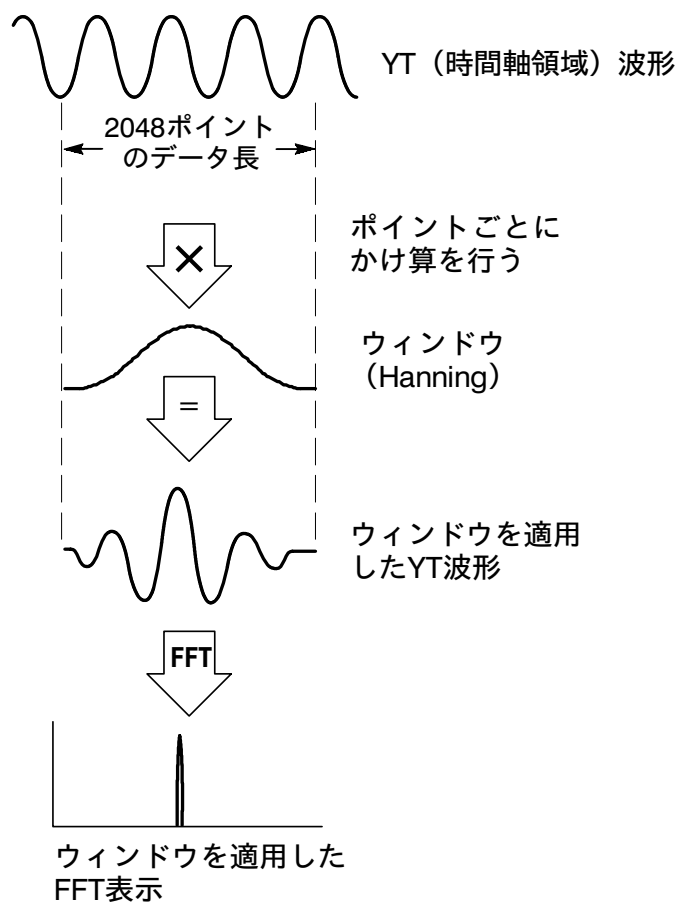 YT（時間軸領域）波形
2048ポイント
のデータ長
ポイントごとに
かけ算を行う
×
ウィンドウ
（Hanning）
=
ウィンドウを適用
したYT波形
FFT
ウィンドウを適用した
FFT表示